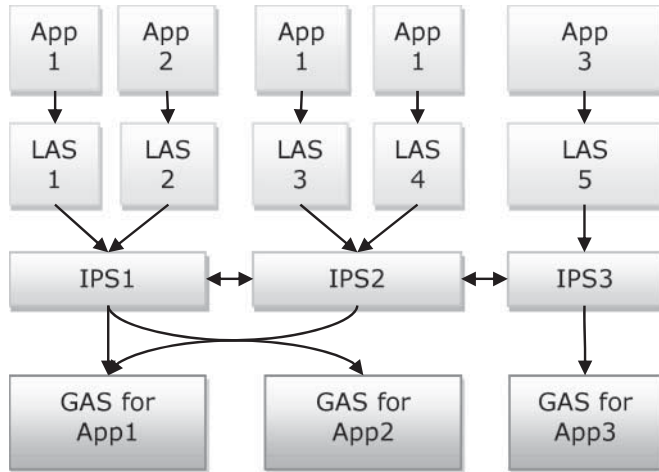 App
1
App
2
App
1
App
1
App
3
LAS
1
LAS
2
LAS
3
LAS
4
LAS
5
IPS1
IPS2
IPS3
GAS for
App1
GAS for
App2
GAS for
App3